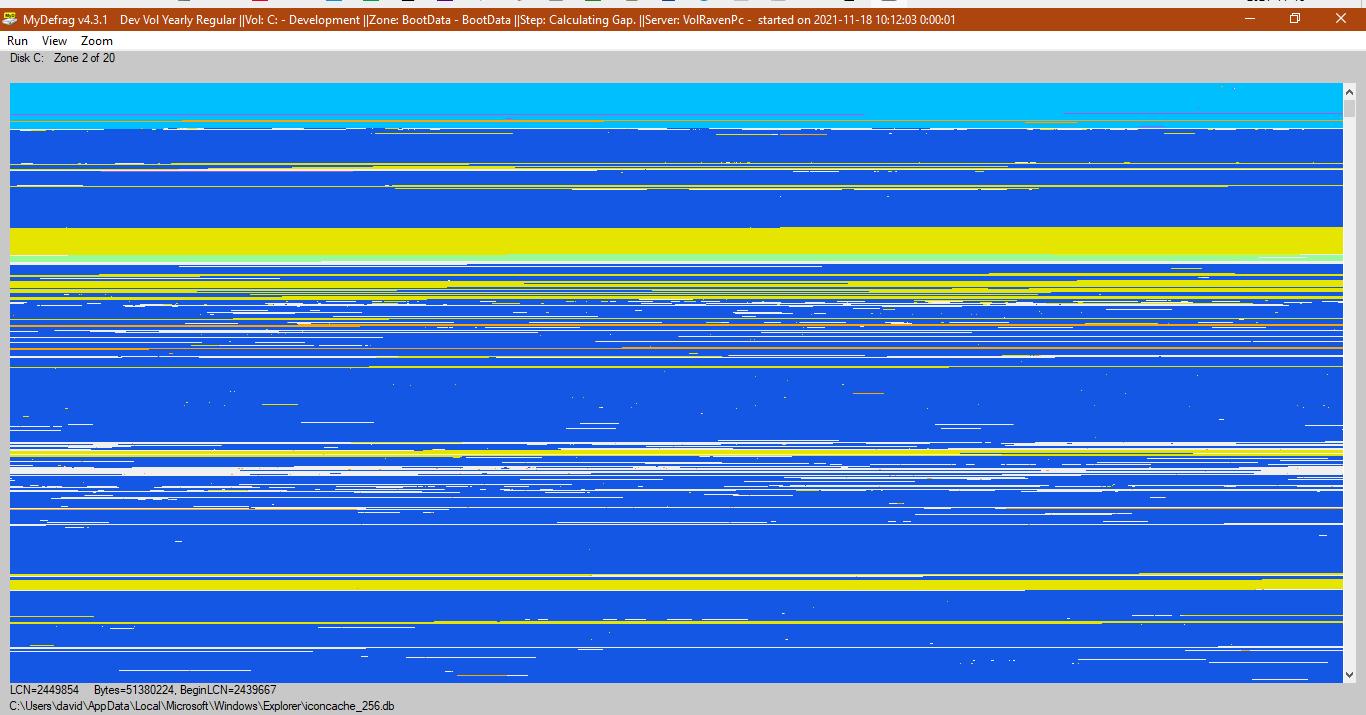 MyDefrag v4.3.1    Dev Vol Yearly Regular ||Vol: C: - Development ||Zone: BootData - BootData ||Step: Calculating Gap. ||Server: VolRavenPc -  started on 2021-11-18 10:12:03 0:00:01
Run View Zoom
Disk C:   Zone 2 of 20
LCN=2449854     Bytes=51380224, BeginLCN=2439667
C:\Users\david\AppData\Local\Microsoft\Windows\Explorer\iconcache_256.db